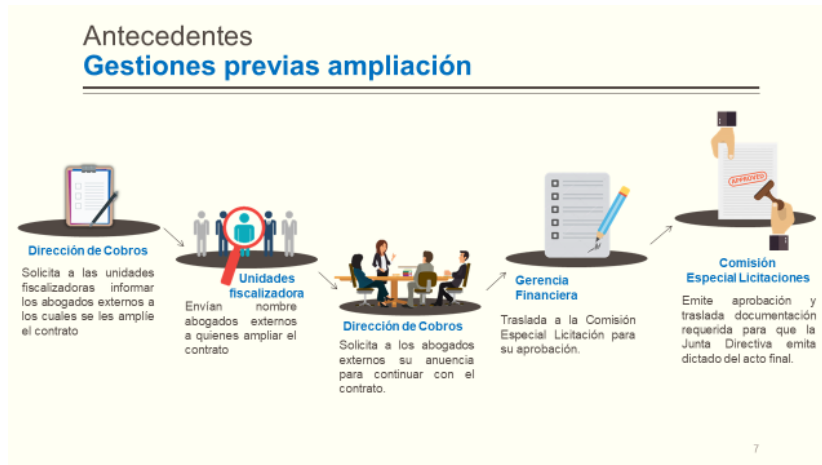 Antecedentes
Gestiones previas ampliación
Dirección de Cobros
Solicita a las unidades
fiscalizadoras informar
los abogados externos a
los cuales se les amplíe
el contrato
Unidades
fiscalizadora
Envían nombre
abogados externos
a quienes ampliar el
contrato
Dirección de Cobros
Solicita a los abogados
externos su anuencia
para continuar con el
contrato.
Gerencia
Financiera
Traslada a la Comisión
Especial Licitación para
su aprobación.
APPROVED
Comisión
Especial Licitaciones
Emite aprobación y
traslada documentación
requerida para que la
Junta Directiva emita
dictado del acto final.
7